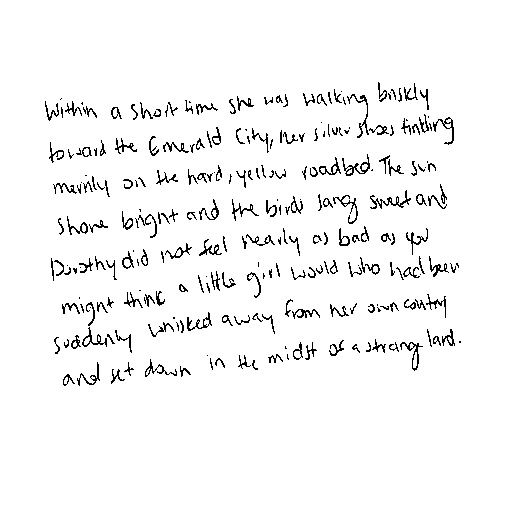 Within a short time she was walking briskly
toward the Emerald City, her silver shoes tinkling
merrily on the hard, yellow roadbed. The sun
shone bright and the birds sang sweet and
Dorothy did not feel nearly as bad as you
might think a little girl would who had been
suddenly whisked away from her own country
and set down in the midst of a strange land.